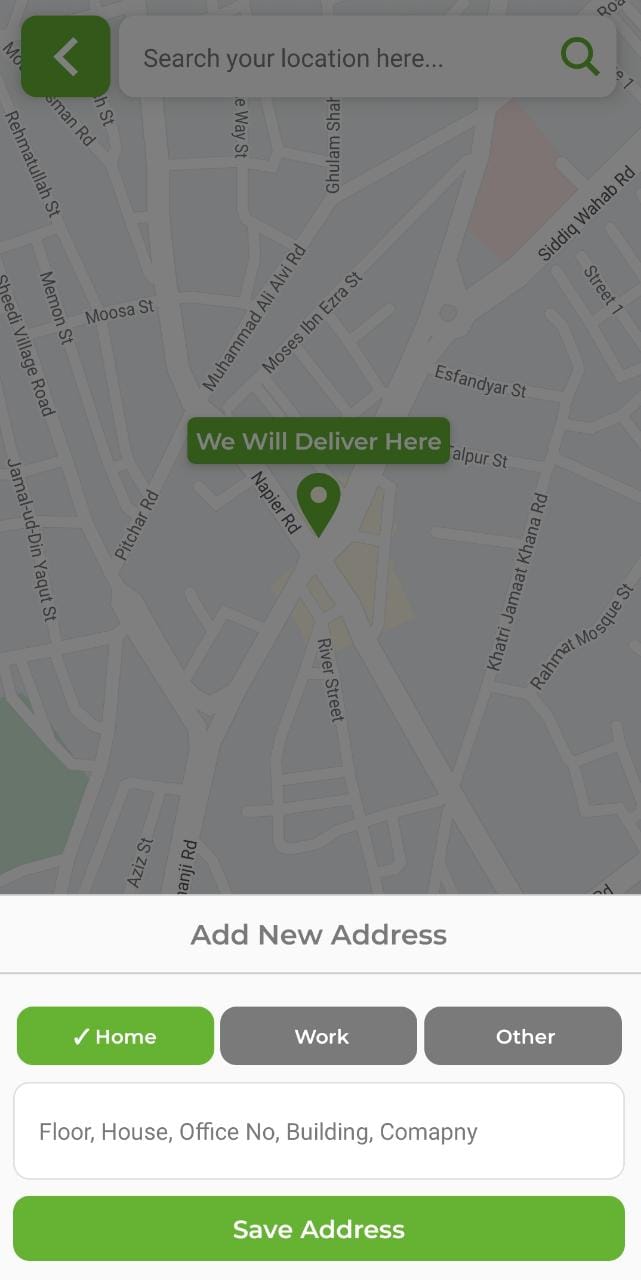 Search your location here...
Rehmatullah St
Ghulam Shah
Siddiq Wahab Rd
Memon St
Sheedi Village Road
Moosa St
Muhammad Ali Alvi Rd
Moses Ibn Ezra St
Street 1
Esfandyar St
We Will Deliver Here
Talpur St
Napier Rd
Jamal-ud-Din Yaqut St
Pitchar Rd
Khatri Jamaat Khana Rd
Rahmat Mosque St
River Street
Aziz St
anji Rd
Rd
Add New Address
✓ Home
Work
Other
Floor, House, Office No, Building, Comapny
Save Address